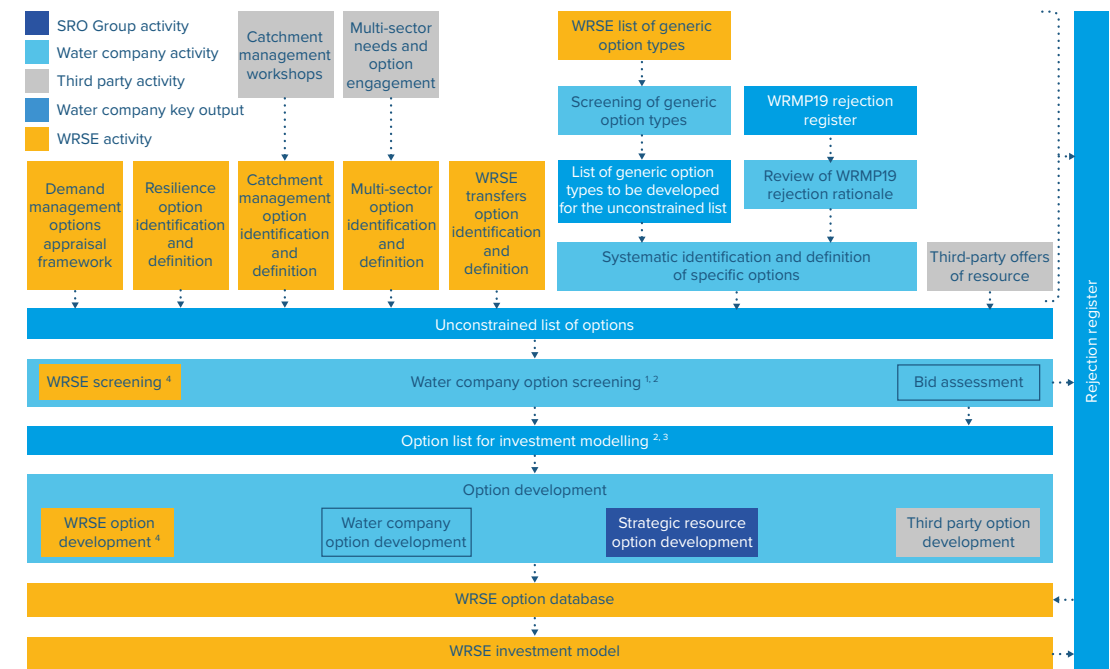 SRO Group activity
Water company activity
Third party activity
Water company key output
WRSE activity
Catchment
management
workshops
Multi-sector
needs and
option
engagement
WRSE list of generic
option types
Screening of generic
option types
WRMP19 rejection
register
Demand
management
options
appraisal
framework
Resilience
option
identification
and
definition
Catchment
management
option
identification
and
definition
Multi-sector
option
identification
and
definition
WRSE
transfers
option
identification
and
definition
List of generic option
types to be developed
for the unconstrained list
Review of WRMP19
rejection rationale
Systematic identification and definition
of specific options
Third-party offers
of resource
Unconstrained list of options
WRSE screening ⁴
Water company option screening ¹, ²
Bid assessment
Option list for investment modelling ², ³
Option development
WRSE option
development ⁴
Water company
option development
Strategic resource
option development
Third party option
development
WRSE option database
WRSE investment model
Rejection register